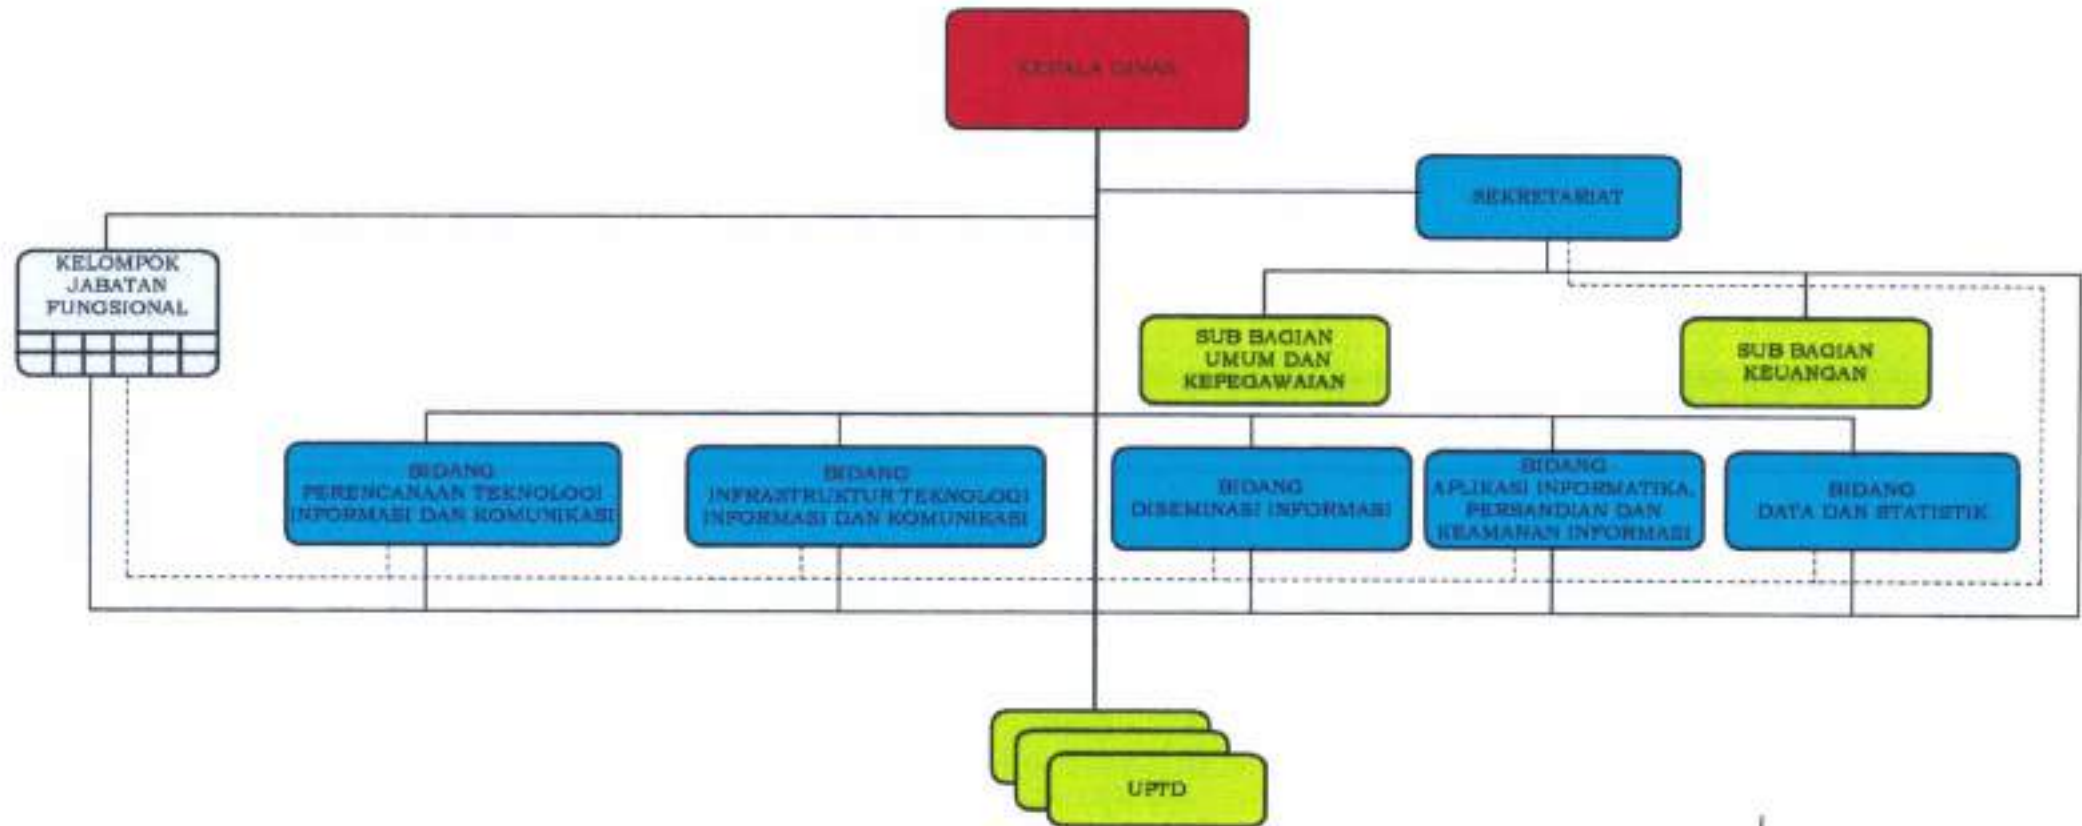 KEPALA DINAS
SEKRETARIAT
KELOMPOK
JABATAN
FUNGSIONAL
SUB BAGIAN
UMUM DAN
KEPEGAWAIAN
SUB BAGIAN
KEUANGAN
BIDANG
PERENCANAAN TEKNOLOGI
INFORMASI DAN KOMUNIKASI
BIDANG
INFRASTRUKTUR TEKNOLOGI
INFORMASI DAN KOMUNIKASI
BIDANG
DISEMINASI INFORMASI
BIDANG
APLIKASI INFORMATIKA,
PERSANDIAN DAN
KEAMANAN INFORMASI
BIDANG
DATA DAN STATISTIK
UPTD